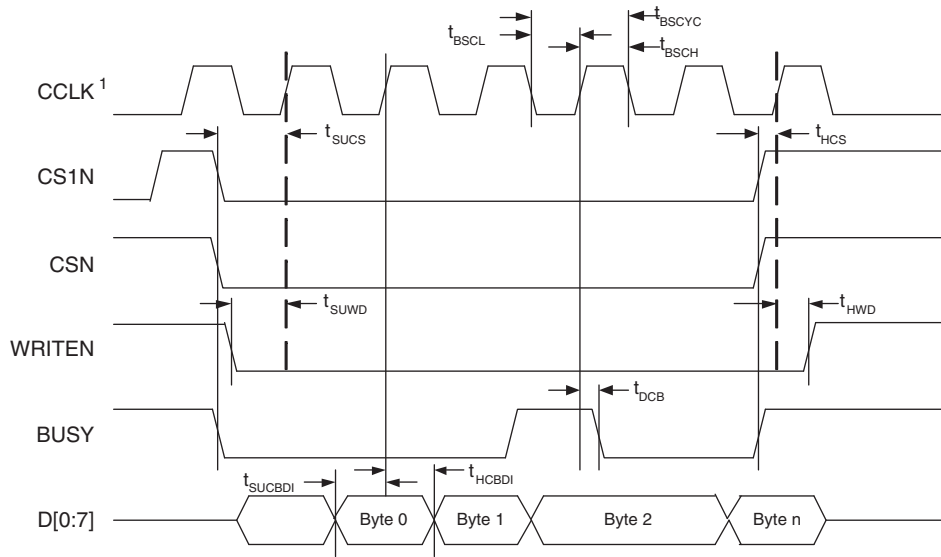 t_BSCYC
t_BSCL
t_BSCH
CCLK ¹
t_SUCS
t_HCS
CS1N
CSN
t_SUWD
t_HWD
WRITEN
t_DCB
BUSY
t_SUCBDI
t_HCBDI
D[0:7]
Byte 0
Byte 1
Byte 2
Byte n